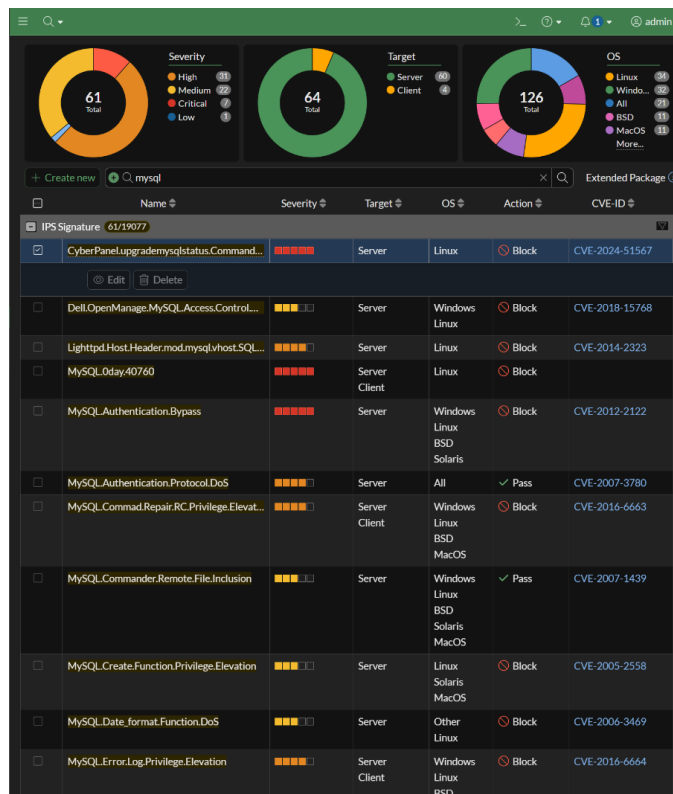 1
admin
Severity
61
Total
High 31
Medium 22
Critical 7
Low 1
Target
64
Total
Server 60
Client 4
OS
126
Total
Linux 34
Windo... 32
All 21
BSD 11
MacOS 11
More...
+ Create new
mysql
Extended Package
Name Severity Target OS Action CVE-ID
IPS Signature 61/19077
CyberPanel.upgrademysqlstatus.Command... Server Linux Block CVE-2024-51567
Edit Delete
Dell.OpenManage.MySQL.Access.Control.... Server Windows Block CVE-2018-15768
Linux
Lighttpd.Host.Header.mod.mysql.vhost.SQL... Server Linux Block CVE-2014-2323
MySQL.0day.40760 Server Linux Block
Client
MySQL.Authentication.Bypass Server Windows Block CVE-2012-2122
Linux
BSD
Solaris
MySQL.Authentication.Protocol.DoS Server All Pass CVE-2007-3780
MySQL.Commad.Repair.RC.Privilege.Elevat... Server Windows Block CVE-2016-6663
Client Linux
BSD
MacOS
MySQL.Commander.Remote.File.Inclusion Server Windows Pass CVE-2007-1439
Linux
BSD
Solaris
MacOS
MySQL.Create.Function.Privilege.Elevation Server Linux Block CVE-2005-2558
Solaris
MacOS
MySQL.Date_format.Function.DoS Server Other Block CVE-2006-3469
Linux
MySQL.Error.Log.Privilege.Elevation Server Windows Block CVE-2016-6664
Client Linux
BSD